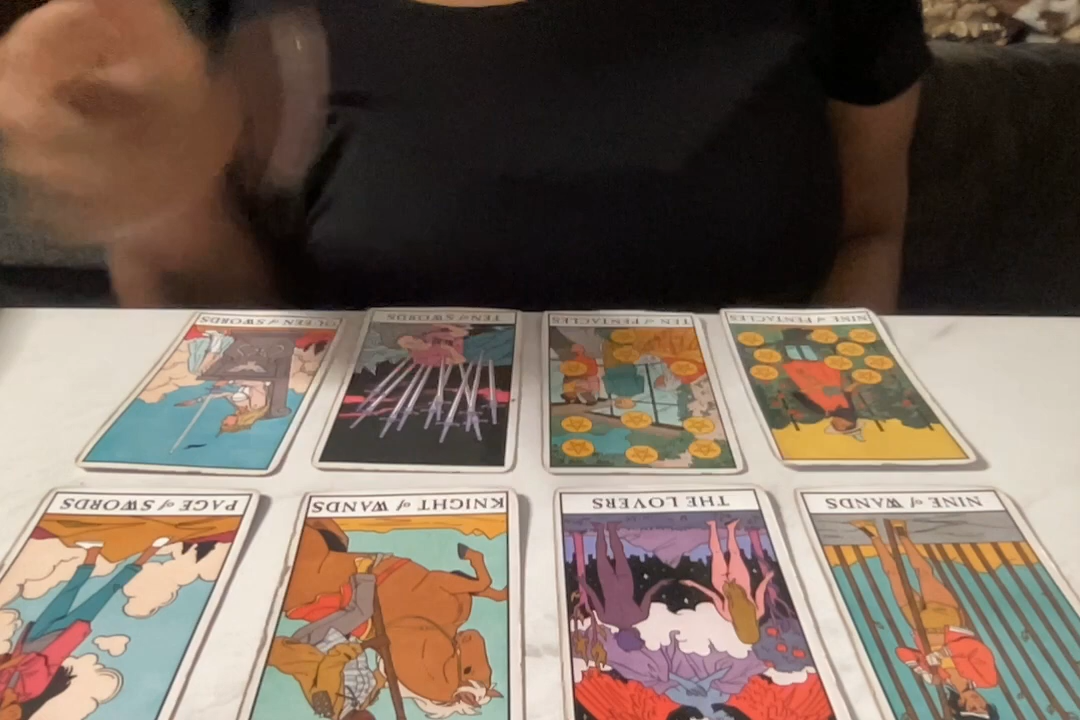 QUEEN of SWORDS
TEN of SWORDS
TEN of PENTACLES
NINE of PENTACLES
PAGE of SWORDS
KNIGHT of WANDS
THE LOVERS
NINE of WANDS